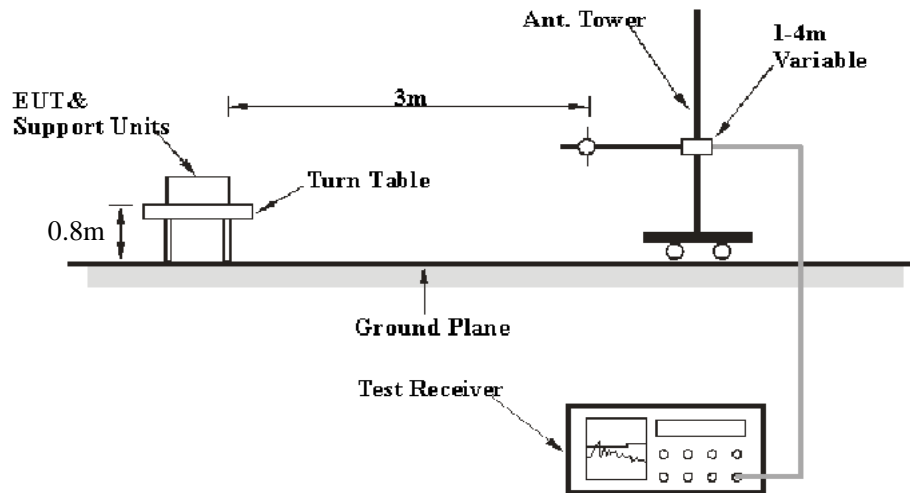 Ant. Tower
1-4m
Variable
3m
EUT&
Support Units
Turn Table
0.8m
Ground Plane
Test Receiver